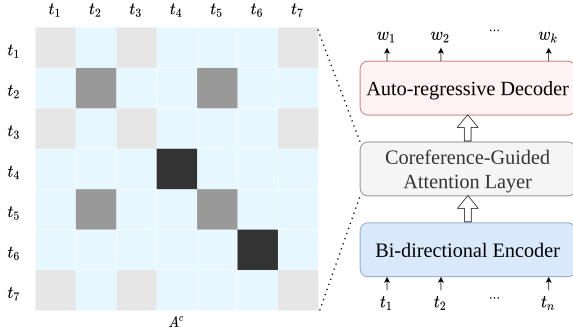 t₁ t₂ t₃ t₄ t₅ t₆ t₇
t₁
t₂
t₃
t₄
t₅
t₆
t₇
Aᶜ
w₁ w₂ ... wₖ
Auto-regressive Decoder
Coreference-Guided
Attention Layer
Bi-directional Encoder
t₁ t₂ ... tₙ